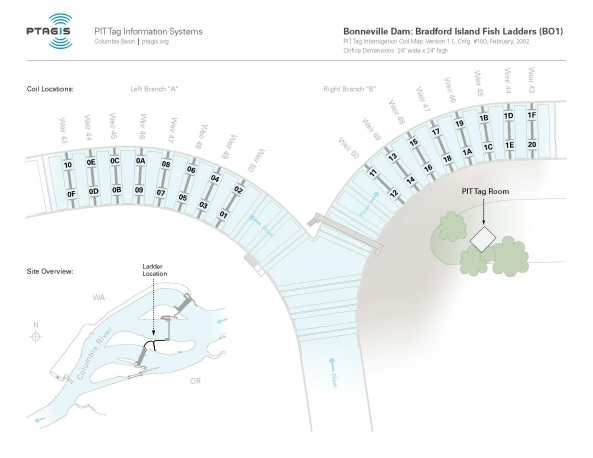 PTAGIS
PIT Tag Information Systems
Columbia Basin | ptagis.org
Bonneville Dam: Bradford Island Fish Ladders (BO1)
PIT Tag Interrogation Coil Map: Version 1.1, Cnfg. #100, February, 2002
Orifice Dimensions: 24" wide x 24" high
Coil Locations:
Left Branch "A"
Right Branch "B"
Weir 43
Weir 44
Weir 45
Weir 46
Weir 47
Weir 48
Weir 49
Weir 50
Weir 50
Weir 49
Weir 48
Weir 47
Weir 46
Weir 45
Weir 44
Weir 43
10 0E 0C 0A 08 06 04 02
0F 0D 0B 09 07 05 03 01
11 13 15 17 19 1B 1D 1F
12 14 16 18 1A 1C 1E 20
Flow
Flow
Flow
PIT Tag Room
Site Overview:
Ladder
Location
WA
N
Columbia River
OR